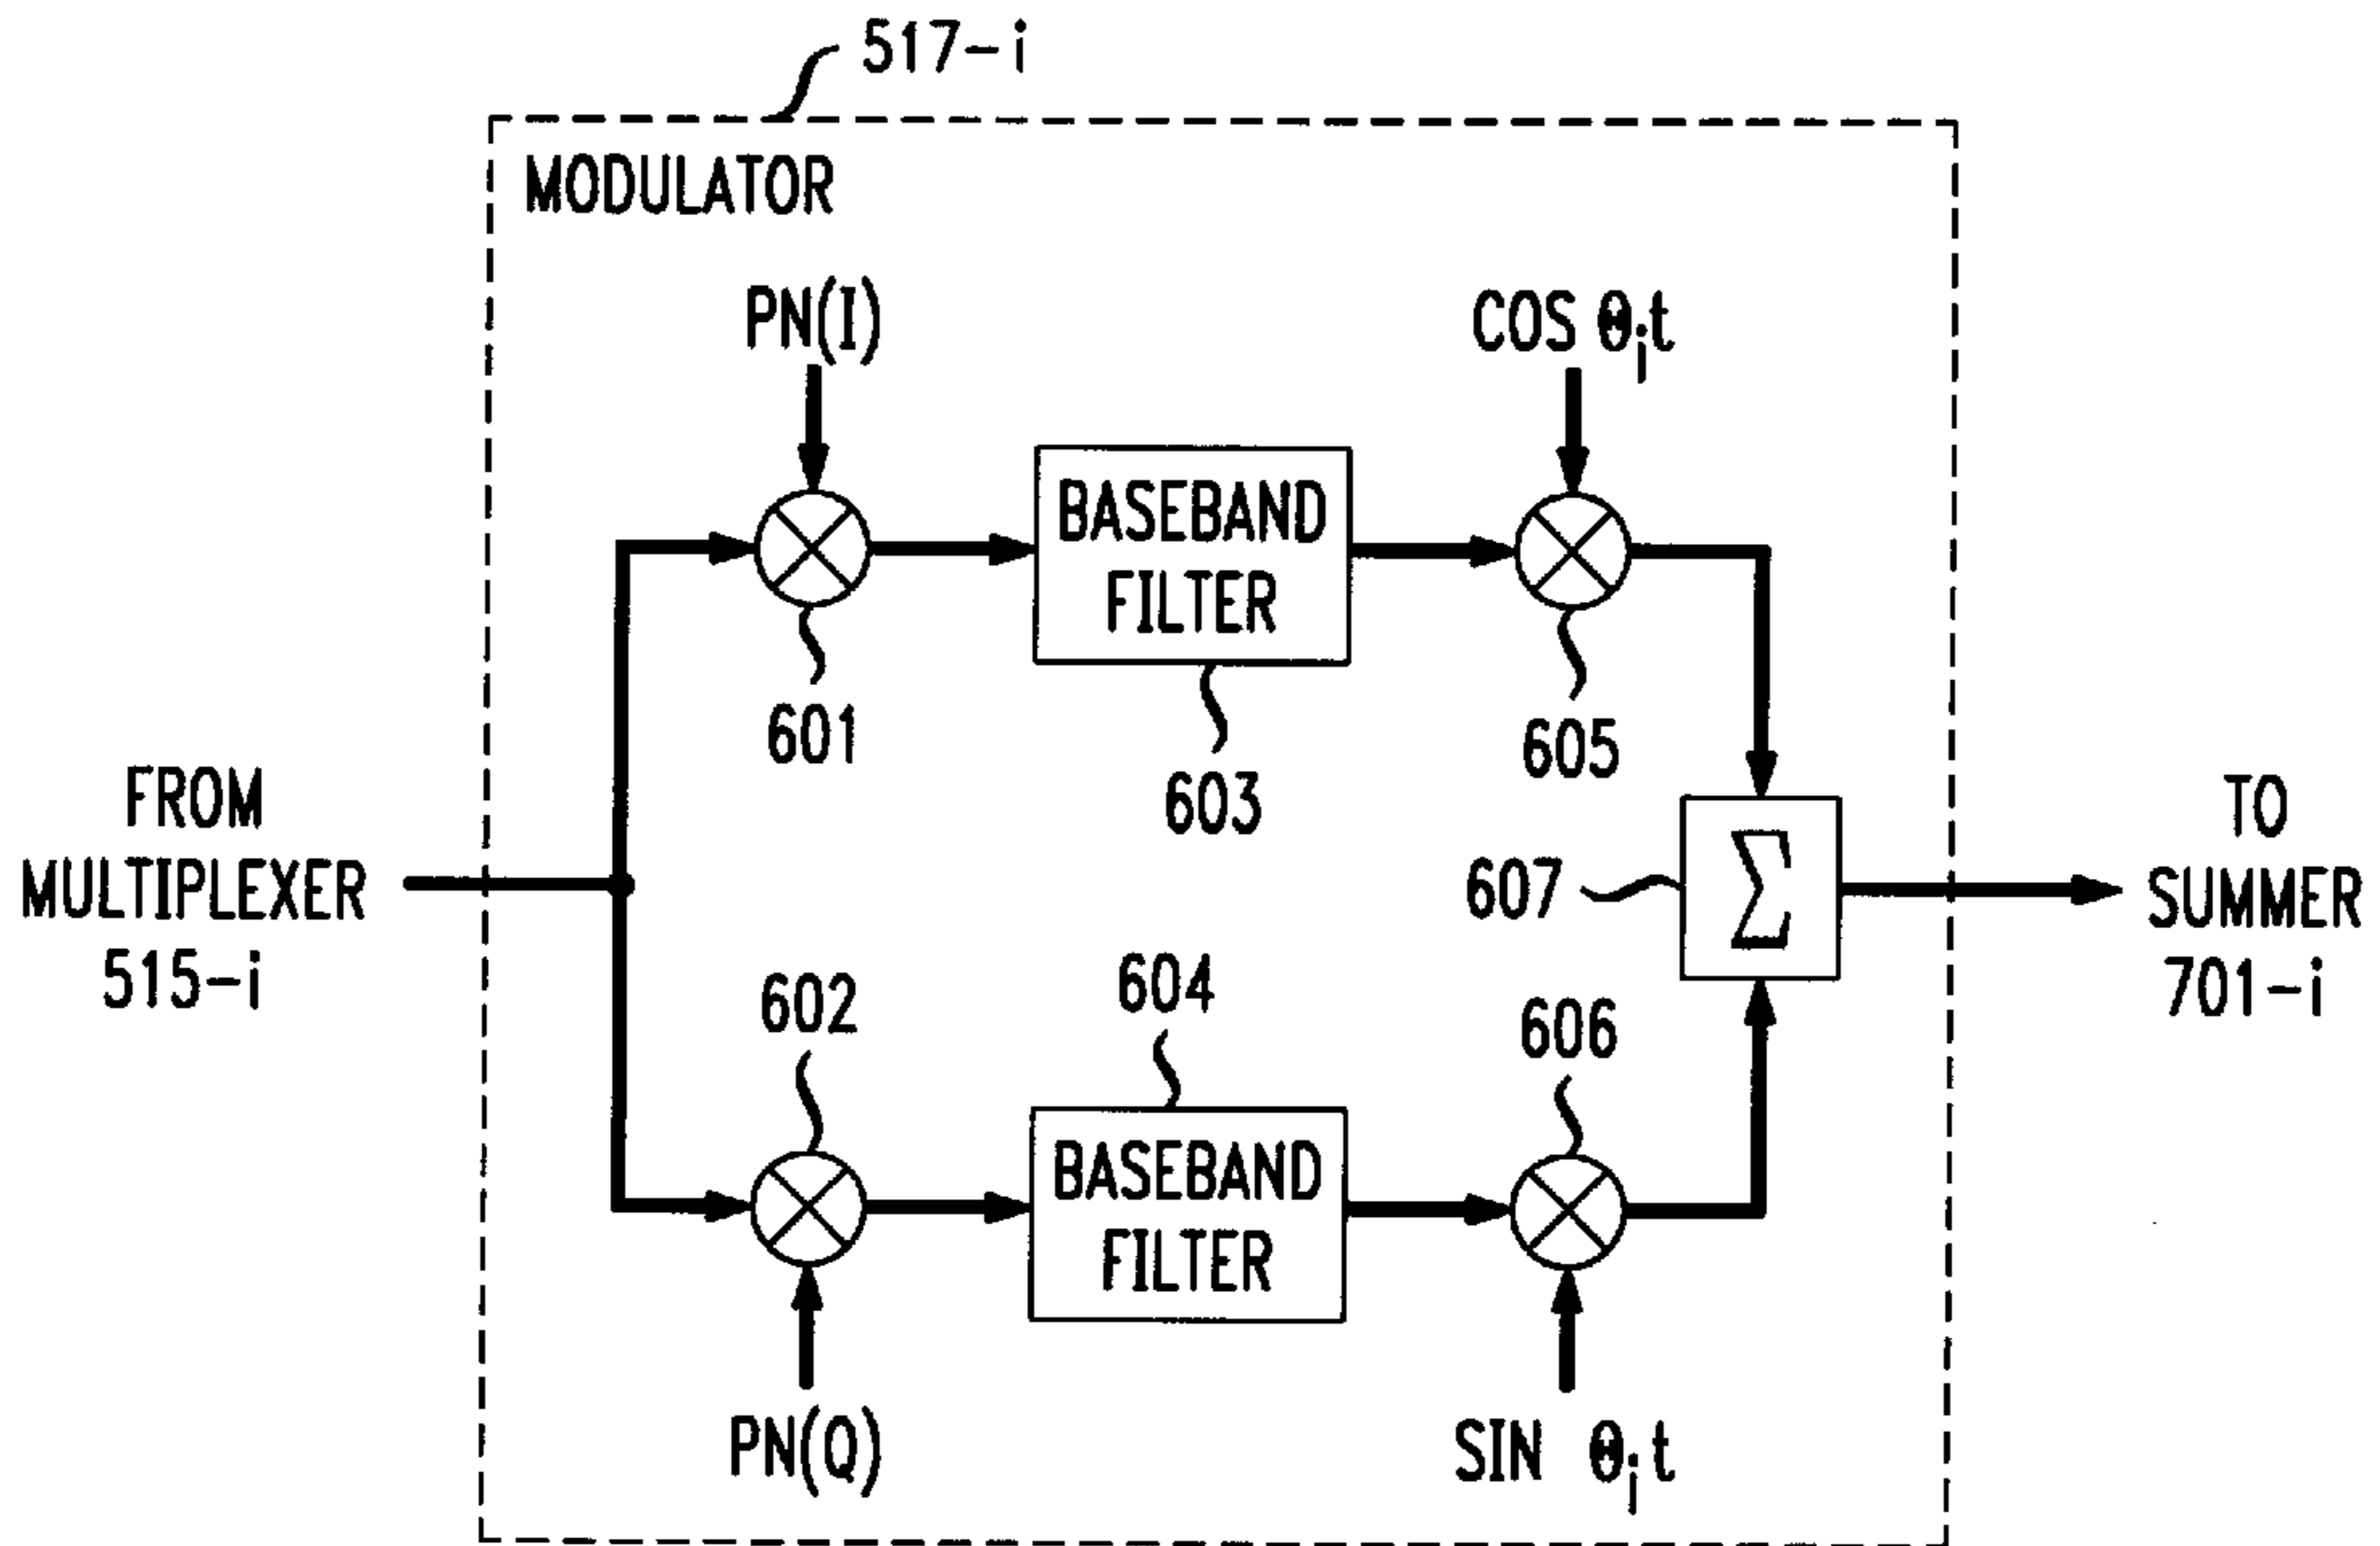 517-i
MODULATOR
PN(I)
COS θit
BASEBAND
FILTER
601
603
605
FROM
MULTIPLEXER
515-i
607
Σ
TO
SUMMER
701-i
602
604
606
BASEBAND
FILTER
PN(Q)
SIN θit